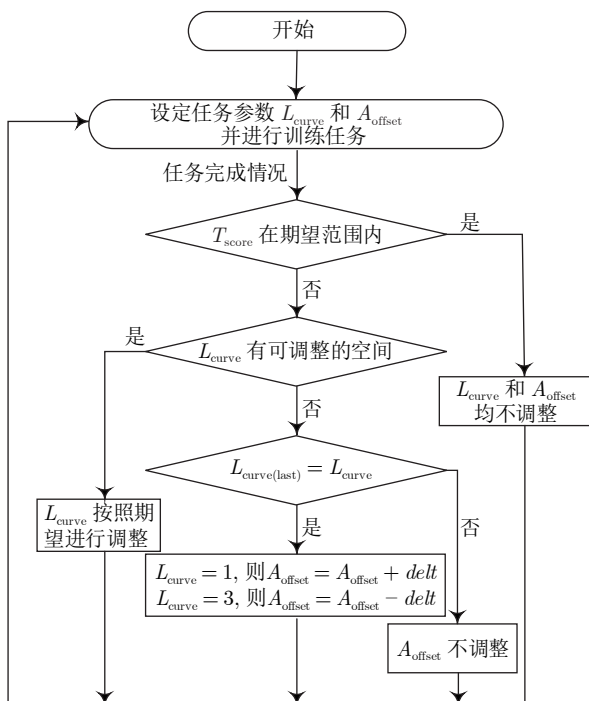 开始
设定任务参数 L_curve 和 A_offset
并进行训练任务
任务完成情况
T_score 在期望范围内
是
否
L_curve 有可调整的空间
是
否
L_curve 和 A_offset
均不调整
L_curve(last) = L_curve
L_curve 按照期
望进行调整
是
否
L_curve = 1, 则A_offset = A_offset + delt
L_curve = 3, 则A_offset = A_offset − delt
A_offset 不调整